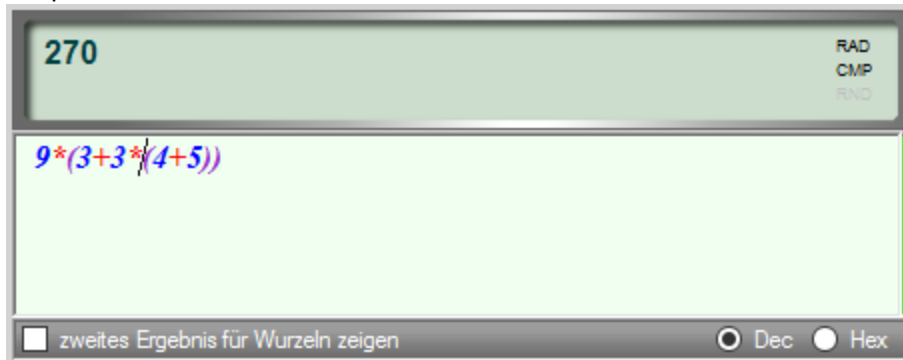 270
RAD
CMP
RND
9*(3+3*(4+5))
zweites Ergebnis für Wurzeln zeigen
Dec
Hex